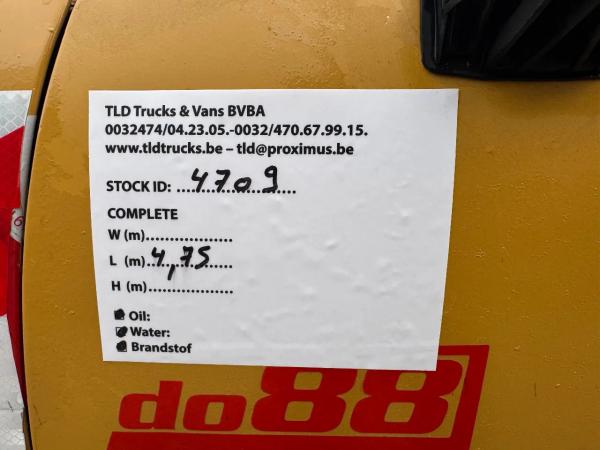 TLD Trucks & Vans BVBA
0032474/04.23.05.-0032/470.67.99.15.
www.tldtrucks.be – tld@proximus.be
STOCK ID: 4709
COMPLETE
W (m)..................
L (m) 4,75
H (m)..................
Oil:
Water:
Brandstof
do88